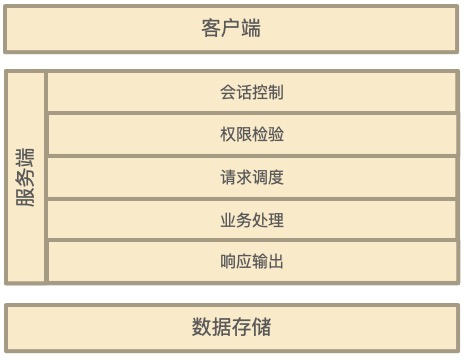 客户端
服务端
会话控制
权限检验
请求调度
业务处理
响应输出
数据存储